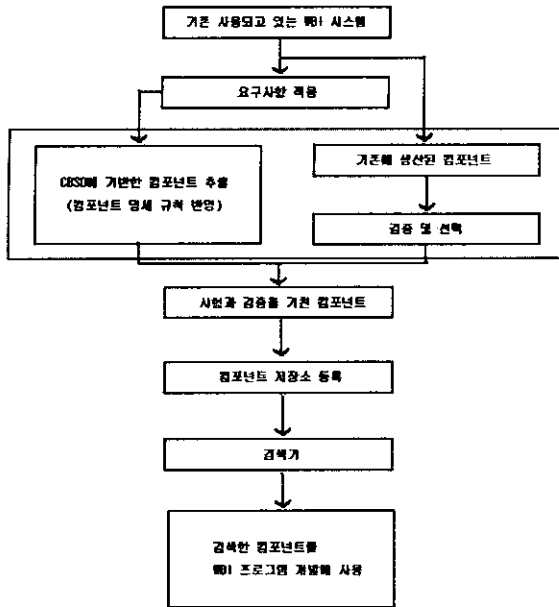 기존 사용되고 있는 WBI 시스템
요구사항 적용
CBSD에 기반한 컴포넌트 추출
(컴포넌트 명세 규칙 반영)
기존에 생산된 컴포넌트
검증 및 선택
시험과 검증을 거친 컴포넌트
컴포넌트 저장소 등록
검색기
검색한 컴포넌트를
WBI 프로그램 개발에 사용